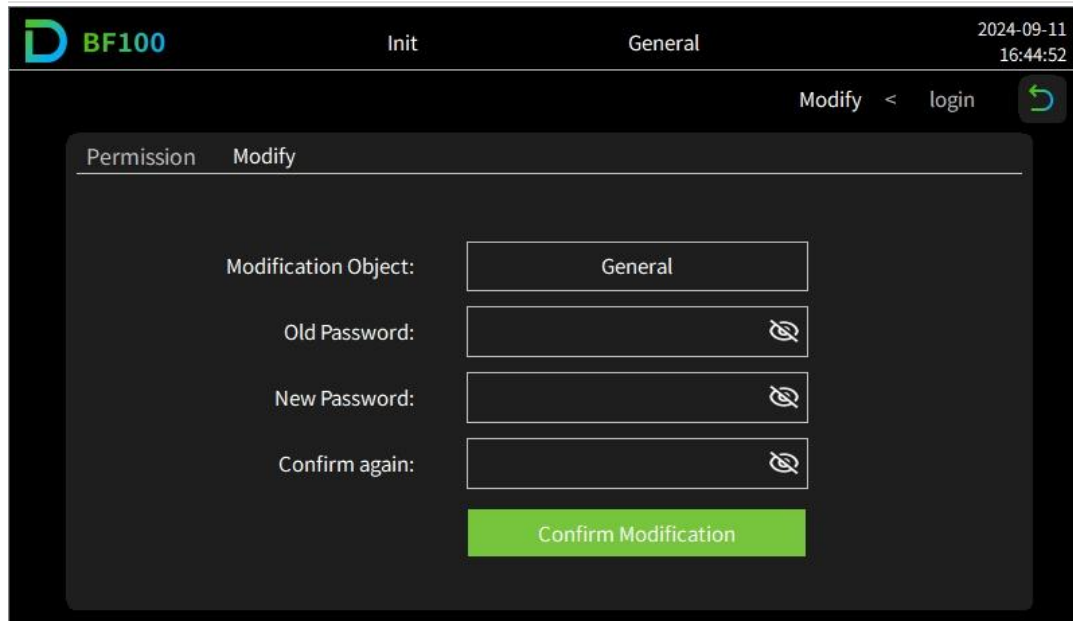 BF100 Init General 2024-09-11
16:44:52
Modify < login
Permission Modify
Modification Object: General
Old Password:
New Password:
Confirm again:
Confirm Modification